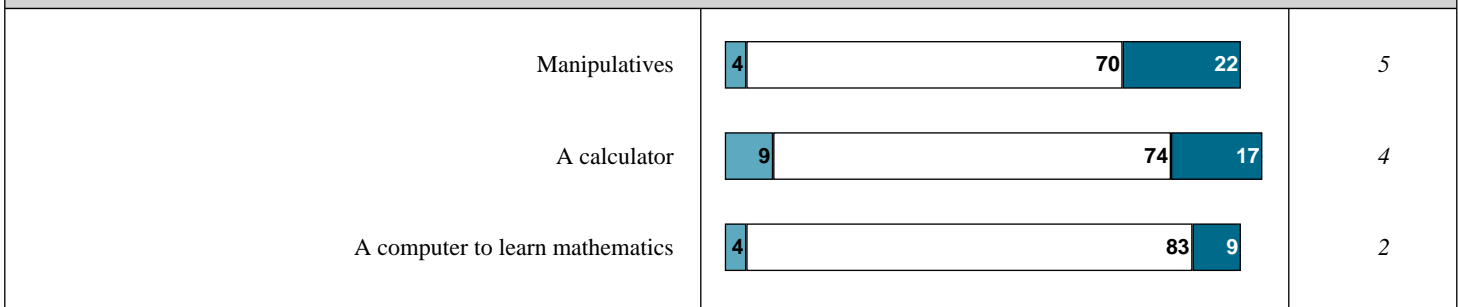 Manipulatives 4 70 22 5
A calculator 9 74 17 4
A computer to learn mathematics 4 83 9 2